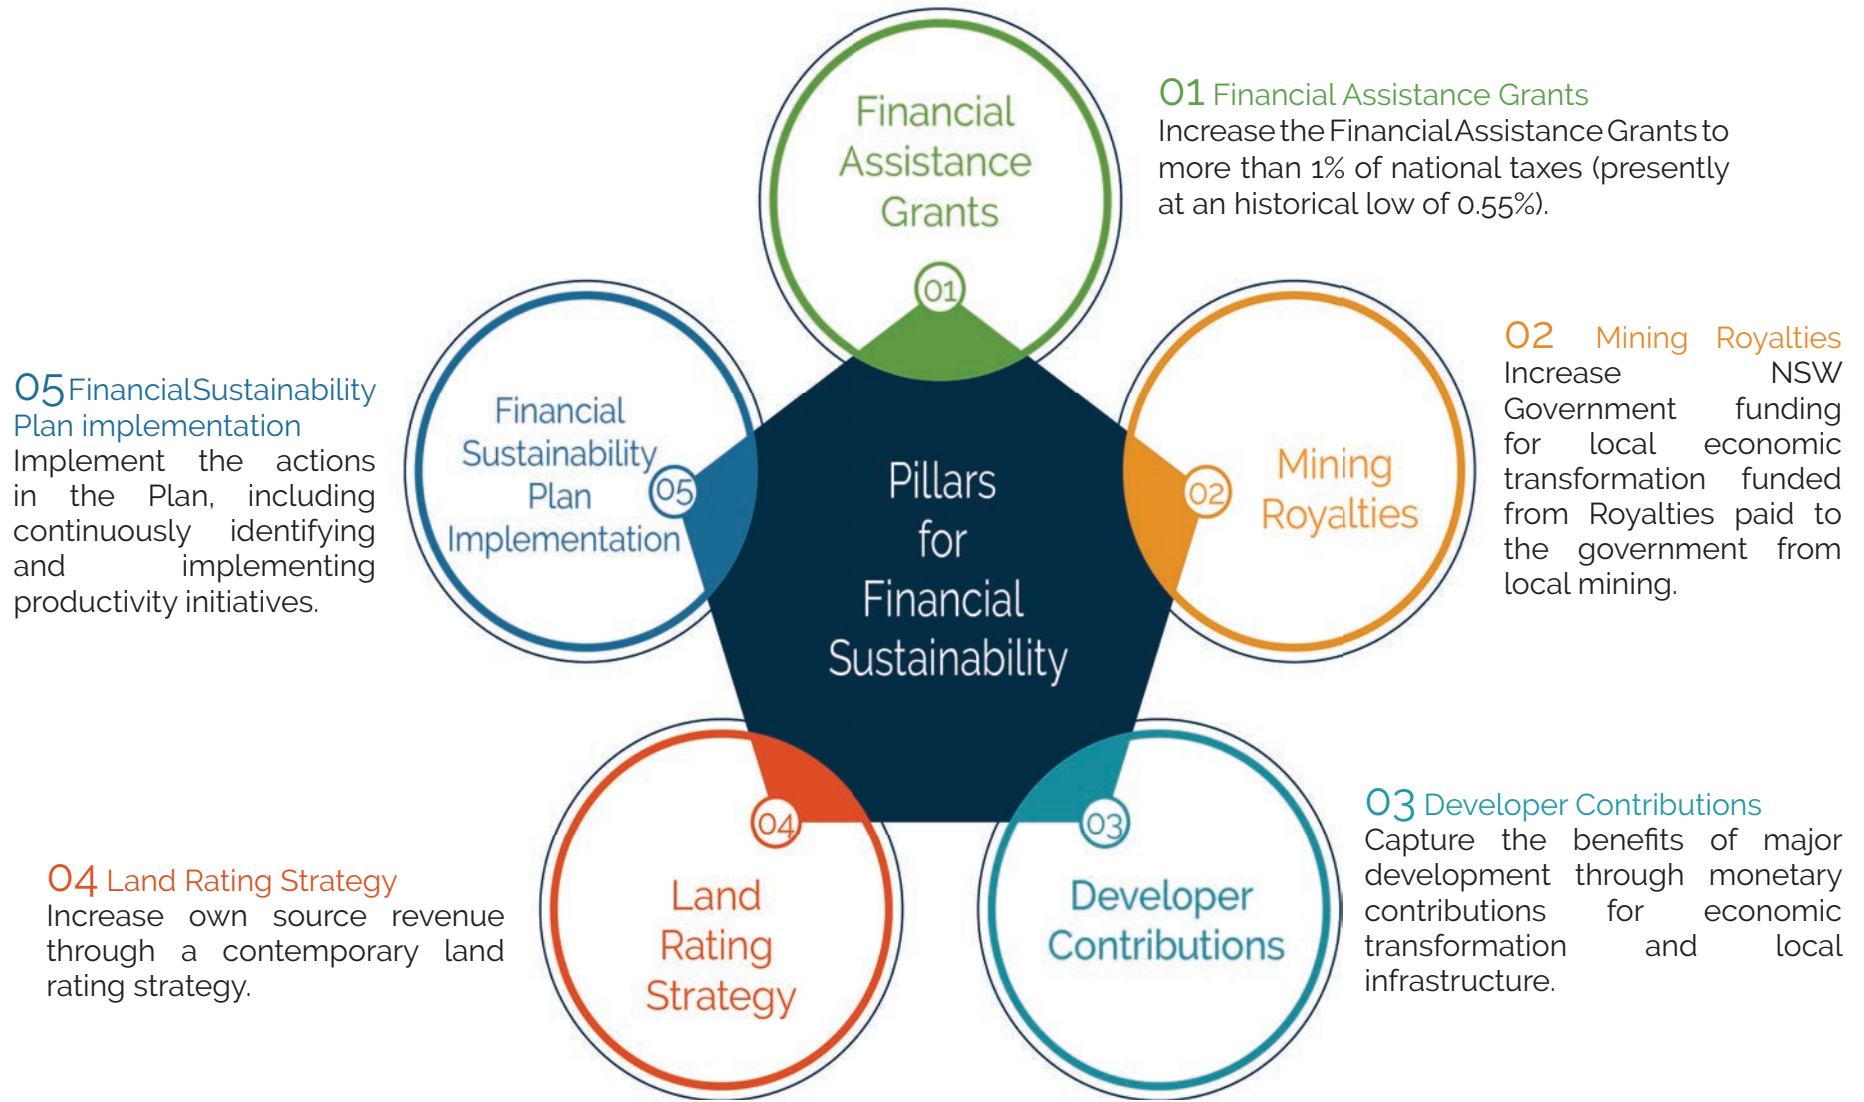 Financial
Assistance
Grants
01
01 Financial Assistance Grants
Increase the Financial Assistance Grants to
more than 1% of national taxes (presently
at an historical low of 0.55%).
02
Mining
Royalties
02 Mining Royalties
Increase NSW
Government funding
for local economic
transformation funded
from Royalties paid to
the government from
local mining.
05 Financial Sustainability
Plan implementation
Implement the actions
in the Plan, including
continuously identifying
and implementing
productivity initiatives.
Financial
Sustainability
Plan
Implementation
05
Pillars
for
Financial
Sustainability
03
Developer
Contributions
03 Developer Contributions
Capture the benefits of major
development through monetary
contributions for economic
transformation and local
infrastructure.
04 Land Rating Strategy
Increase own source revenue
through a contemporary land
rating strategy.
04
Land
Rating
Strategy